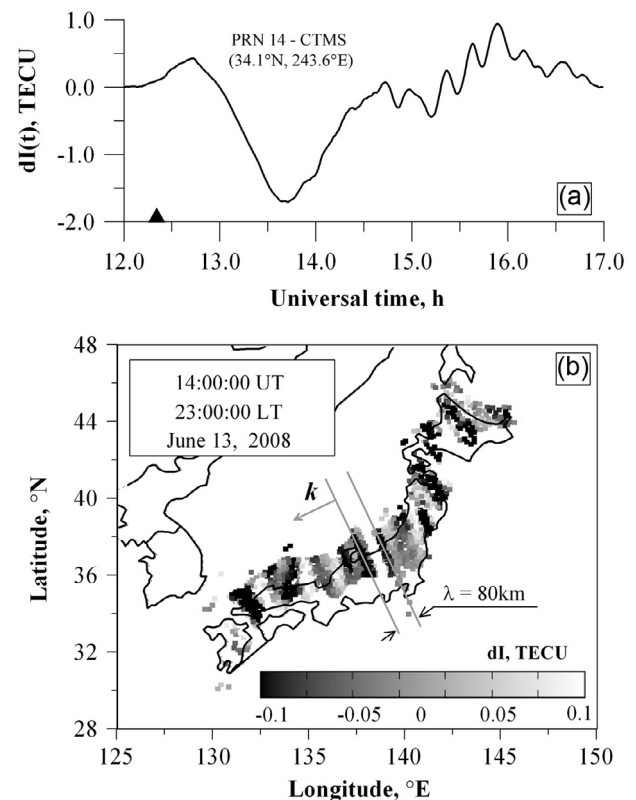 1.0
0.0
-1.0
-2.0
dI(t), TECU
PRN 14 - CTMS
(34.1°N, 243.6°E)
(a)
12.0 13.0 14.0 15.0 16.0 17.0
Universal time, h
48
44
40
36
32
28
Latitude, °N
(b)
14:00:00 UT
23:00:00 LT
June 13, 2008
k
λ = 80km
dI, TECU
-0.1 -0.05 0 0.05 0.1
125 130 135 140 145 150
Longitude, °E